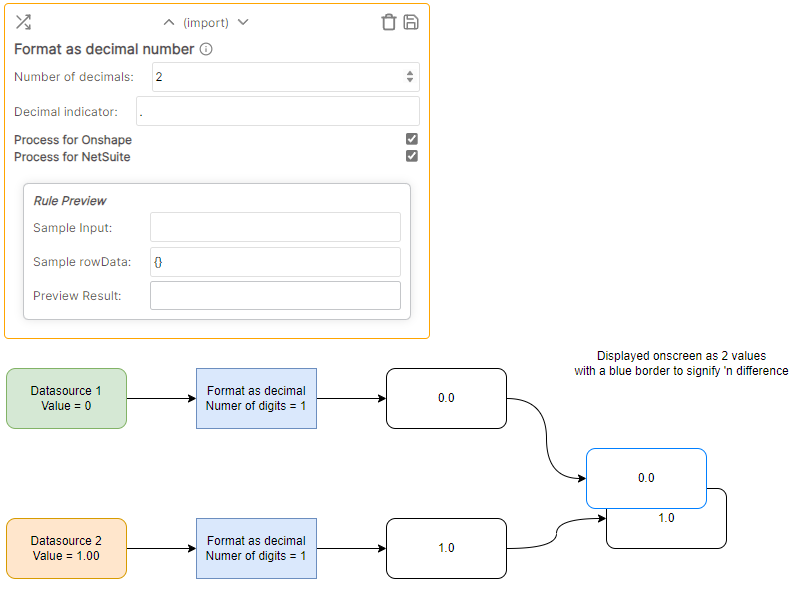 (import)
Format as decimal number
Number of decimals: 2
Decimal indicator: .
Process for Onshape
Process for NetSuite
Rule Preview
Sample Input:
Sample rowData: {}
Preview Result:
Displayed onscreen as 2 values
with a blue border to signify 'n difference
Datasource 1
Value = 0
Format as decimal
Numer of digits = 1
0.0
0.0
1.0
Datasource 2
Value = 1.00
Format as decimal
Numer of digits = 1
1.0